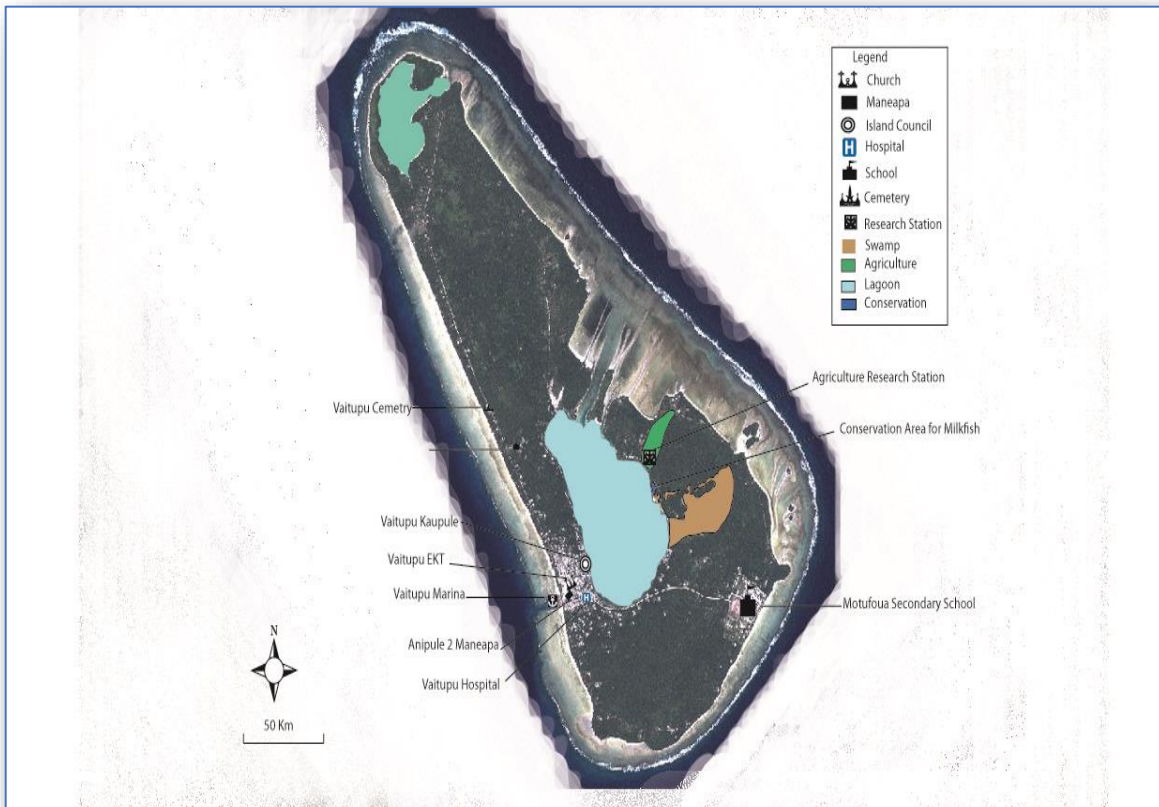 Legend
Church
Maneapa
Island Council
H
Hospital
School
Cemetery
Research Station
Swamp
Agriculture
Lagoon
Conservation
Agriculture Research Station
Conservation Area for Milkfish
Vaitupu Cemetry
Vaitupu Kaupule
Vaitupu EKT
Vaitupu Marina
H
Motufoua Secondary School
Anipule 2 Maneapa
Vaitupu Hospital
N
50 Km